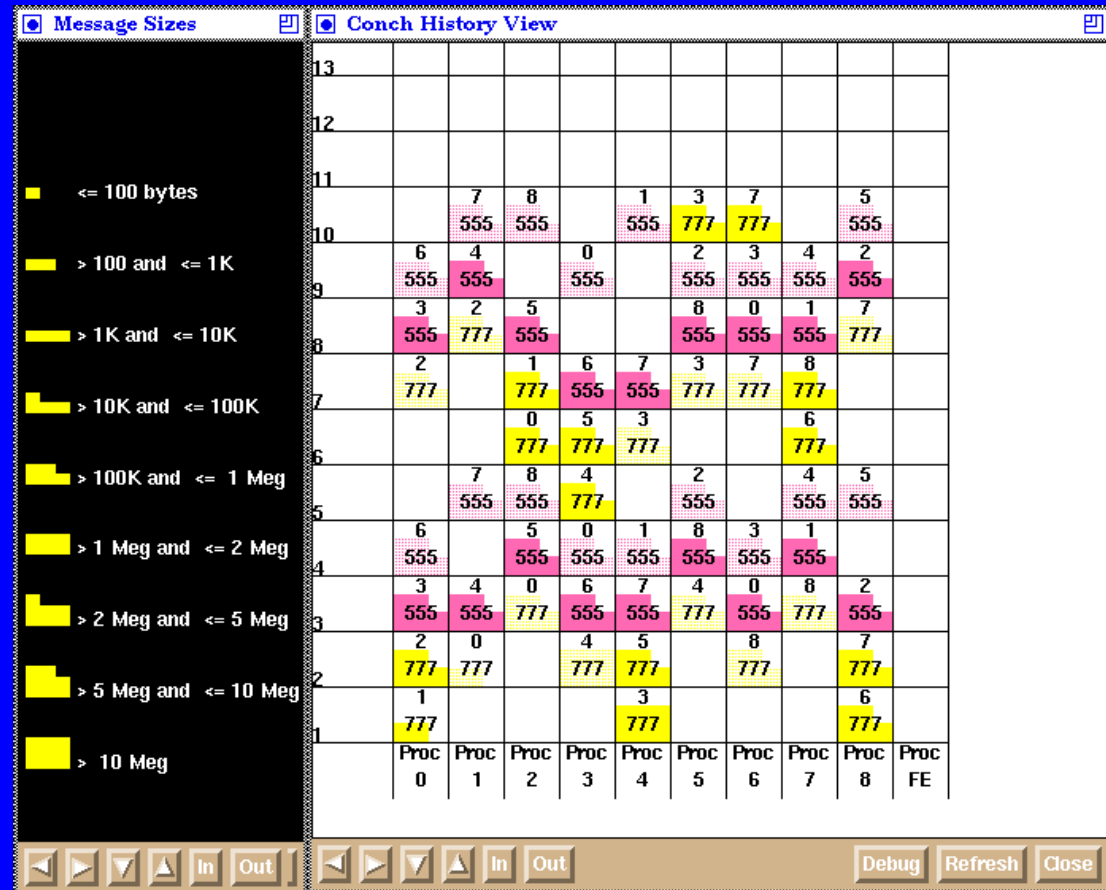 Message Sizes
<= 100 bytes
> 100 and <= 1K
> 1K and <= 10K
> 10K and <= 100K
> 100K and <= 1 Meg
> 1 Meg and <= 2 Meg
> 2 Meg and <= 5 Meg
> 5 Meg and <= 10 Meg
> 10 Meg
In Out
Conch History View
13
12
11
7 8 1 3 7 5
555 555 555 777 777 555
10
6 4 0 2 3 4 2
555 555 555 555 555 555 555
9
3 2 5 8 0 1 7
555 777 555 555 555 555 777
8
2 1 6 7 3 7 8
777 777 555 555 777 777 777
7
0 5 3 6
777 777 777 777
6
7 8 4 2 4 5
555 555 777 555 555 555
5
6 5 0 1 8 3 1
555 555 555 555 555 555 555
4
3 4 0 6 7 4 0 8 2
555 555 777 555 555 777 555 777 555
3
2 0 4 5 8 7
777 777 777 777 777 777
2
1 3 6
777 777 777
1
Proc Proc Proc Proc Proc Proc Proc Proc Proc Proc
0 1 2 3 4 5 6 7 8 FE
In Out Debug Refresh Close